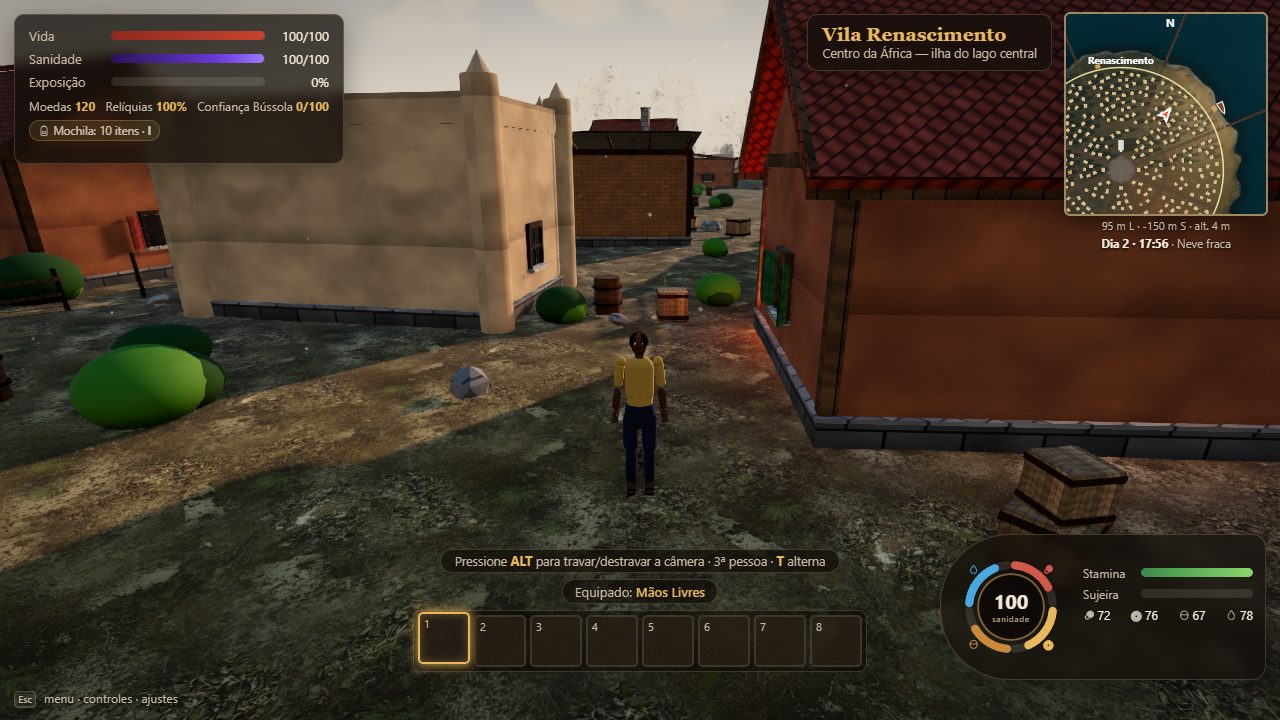 Vida 100/100
Sanidade 100/100
Exposição 0%
Moedas 120 Relíquias 100% Confiança Bússola 0/100
Mochila: 10 itens · I
Vila Renascimento
Centro da África — ilha do lago central
N
Renascimento
95 m L · -150 m S · alt. 4 m
Dia 2 · 17:56 · Neve fraca
Pressione ALT para travar/destravar a câmera · 3ª pessoa · T alterna
Equipado: Mãos Livres
1 2 3 4 5 6 7 8
100
sanidade
Stamina
Sujeira
72 76 67 78
Esc menu · controles · ajustes